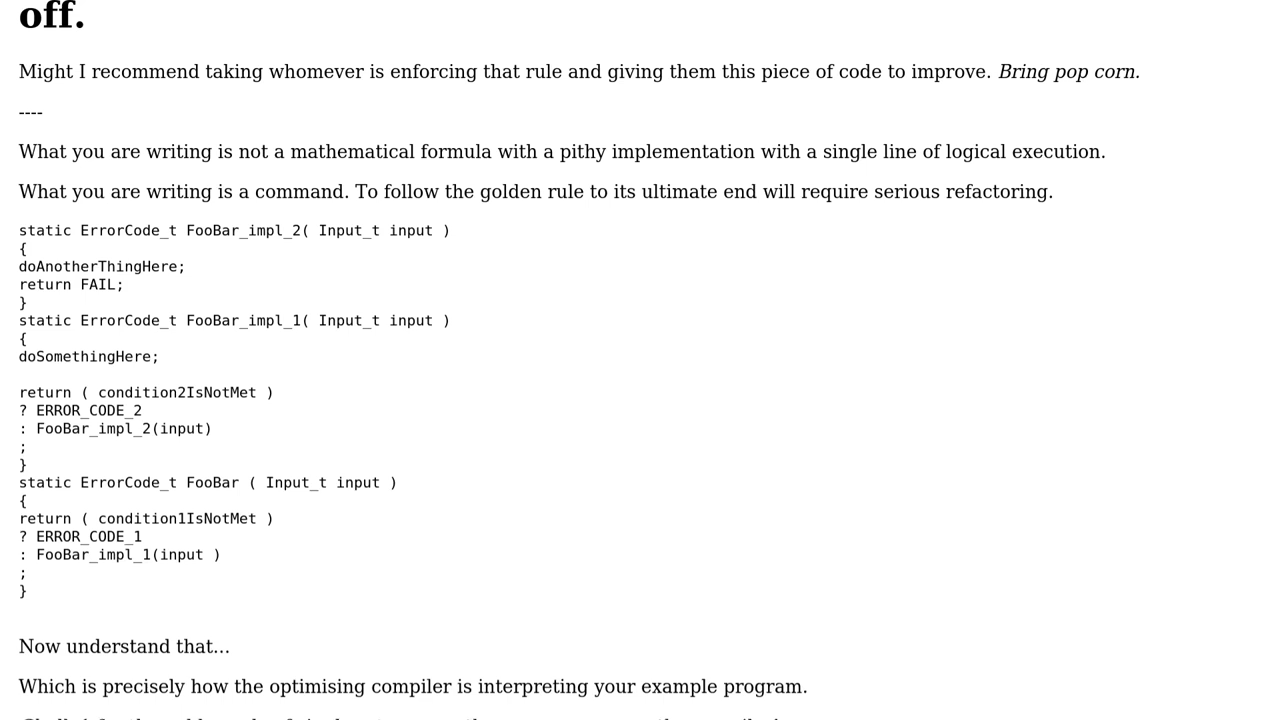 off.
Might I recommend taking whomever is enforcing that rule and giving them this piece of code to improve. Bring pop corn.
----
What you are writing is not a mathematical formula with a pithy implementation with a single line of logical execution.
What you are writing is a command. To follow the golden rule to its ultimate end will require serious refactoring.
static ErrorCode_t FooBar_impl_2( Input_t input )
{
doAnotherThingHere;
return FAIL;
}
static ErrorCode_t FooBar_impl_1( Input_t input )
{
doSomethingHere;
return ( condition2IsNotMet )
? ERROR_CODE_2
: FooBar_impl_2(input)
;
}
static ErrorCode_t FooBar ( Input_t input )
{
return ( condition1IsNotMet )
? ERROR_CODE_1
: FooBar_impl_1(input )
;
}
Now understand that...
Which is precisely how the optimising compiler is interpreting your example program.